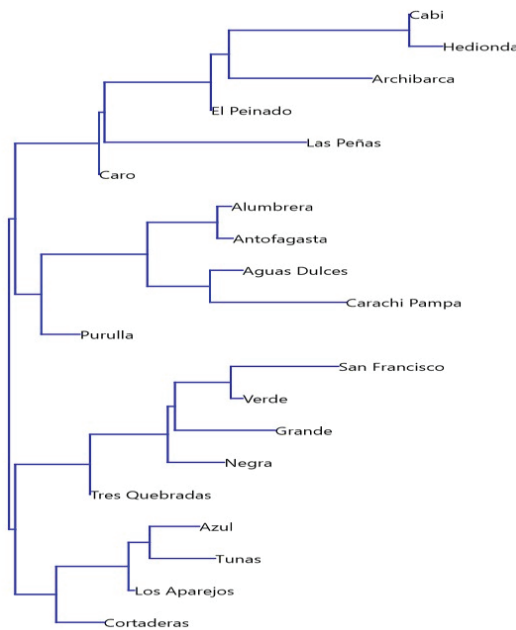 Cabi
Hedionda
Archibarca
El Peinado
Las Peñas
Caro
Alumbrera
Antofagasta
Aguas Dulces
Carachi Pampa
Purulla
San Francisco
Verde
Grande
Negra
Tres Quebradas
Azul
Tunas
Los Aparejos
Cortaderas